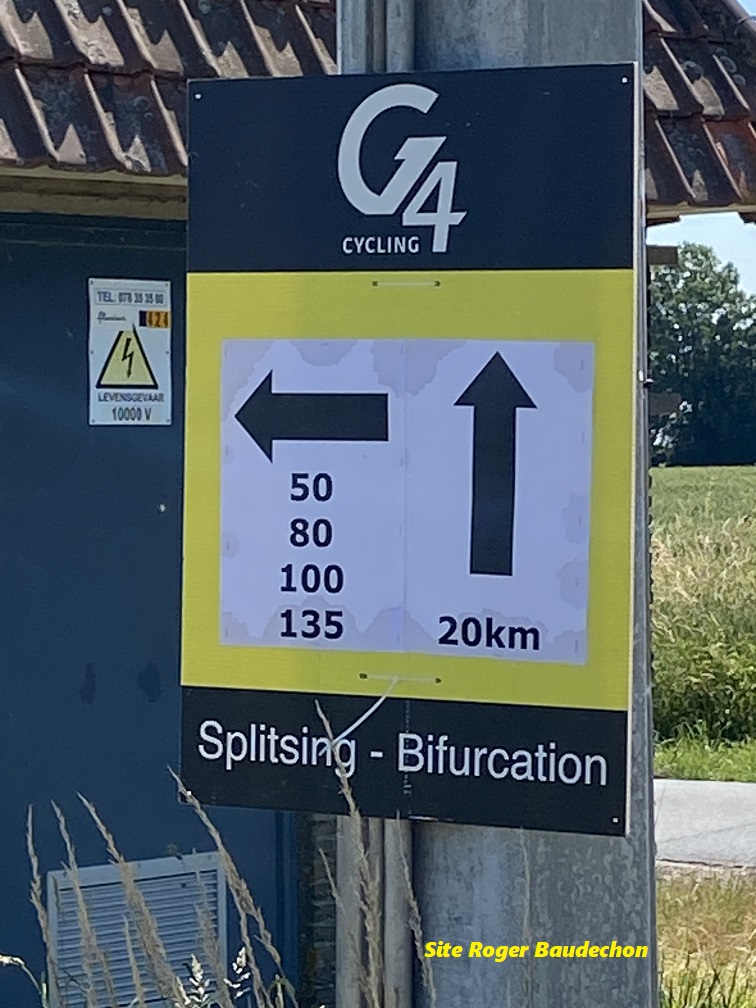 G4
CYCLING
TEL: 078 35 35 00
424
LEVENSGEVAAR
10000 V
50
80
100
135
20km
Splitsing - Bifurcation
Site Roger Baudechon